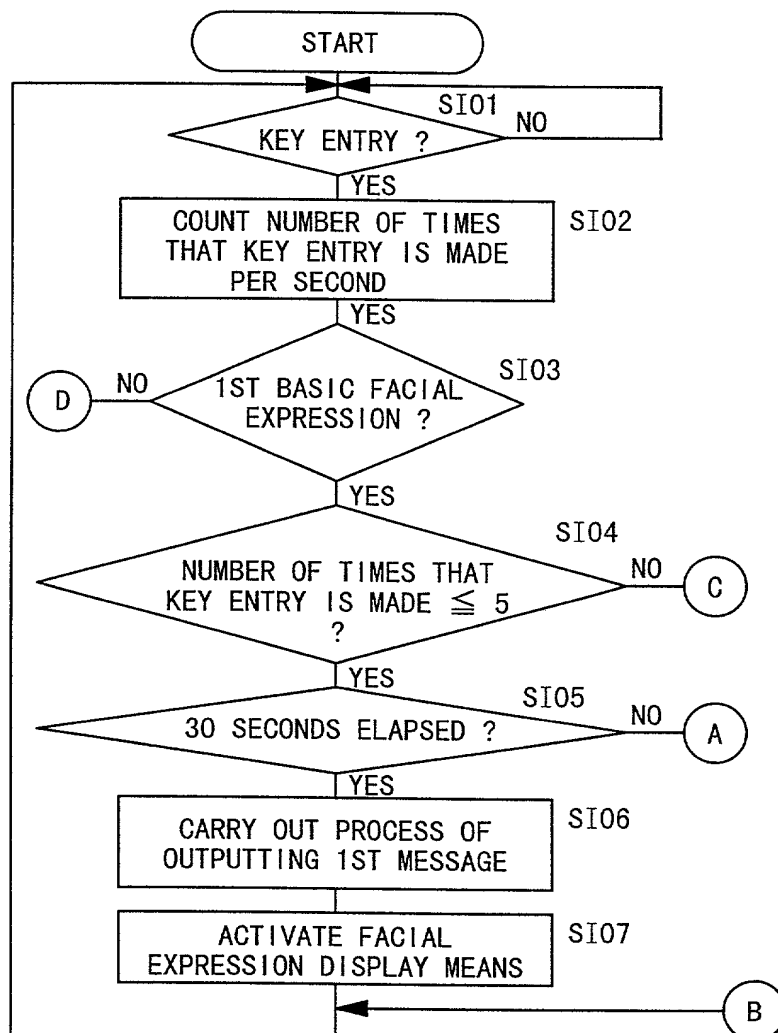 START
SI01
KEY ENTRY ?
NO
YES
COUNT NUMBER OF TIMES
THAT KEY ENTRY IS MADE
PER SECOND
SI02
YES
SI03
D
NO
1ST BASIC FACIAL
EXPRESSION ?
YES
SI04
NUMBER OF TIMES THAT
KEY ENTRY IS MADE ≦ 5
?
NO
C
YES
SI05
30 SECONDS ELAPSED ?
NO
A
YES
CARRY OUT PROCESS OF
OUTPUTTING 1ST MESSAGE
SI06
ACTIVATE FACIAL
EXPRESSION DISPLAY MEANS
SI07
B